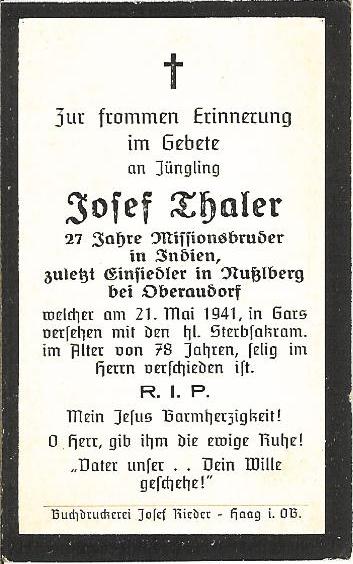 Zur frommen Erinnerung
im Gebete
an Jüngling
Josef Thaler
27 Jahre Missionsbruder
in Indien,
zuletzt Einsiedler in Nußlberg
bei Oberaudorf
welcher am 21. Mai 1941, in Gars
versehen mit den hl. Sterbsakram.
im Alter von 78 Jahren, selig im
Herrn verschieden ist.
R. I. P.
Mein Jesus Barmherzigkeit!
O Herr, gib ihm die ewige Ruhe!
„Vater unser . . Dein Wille
geschehe!"
Buchdruckerei Josef Rieder - Haag i. OB.